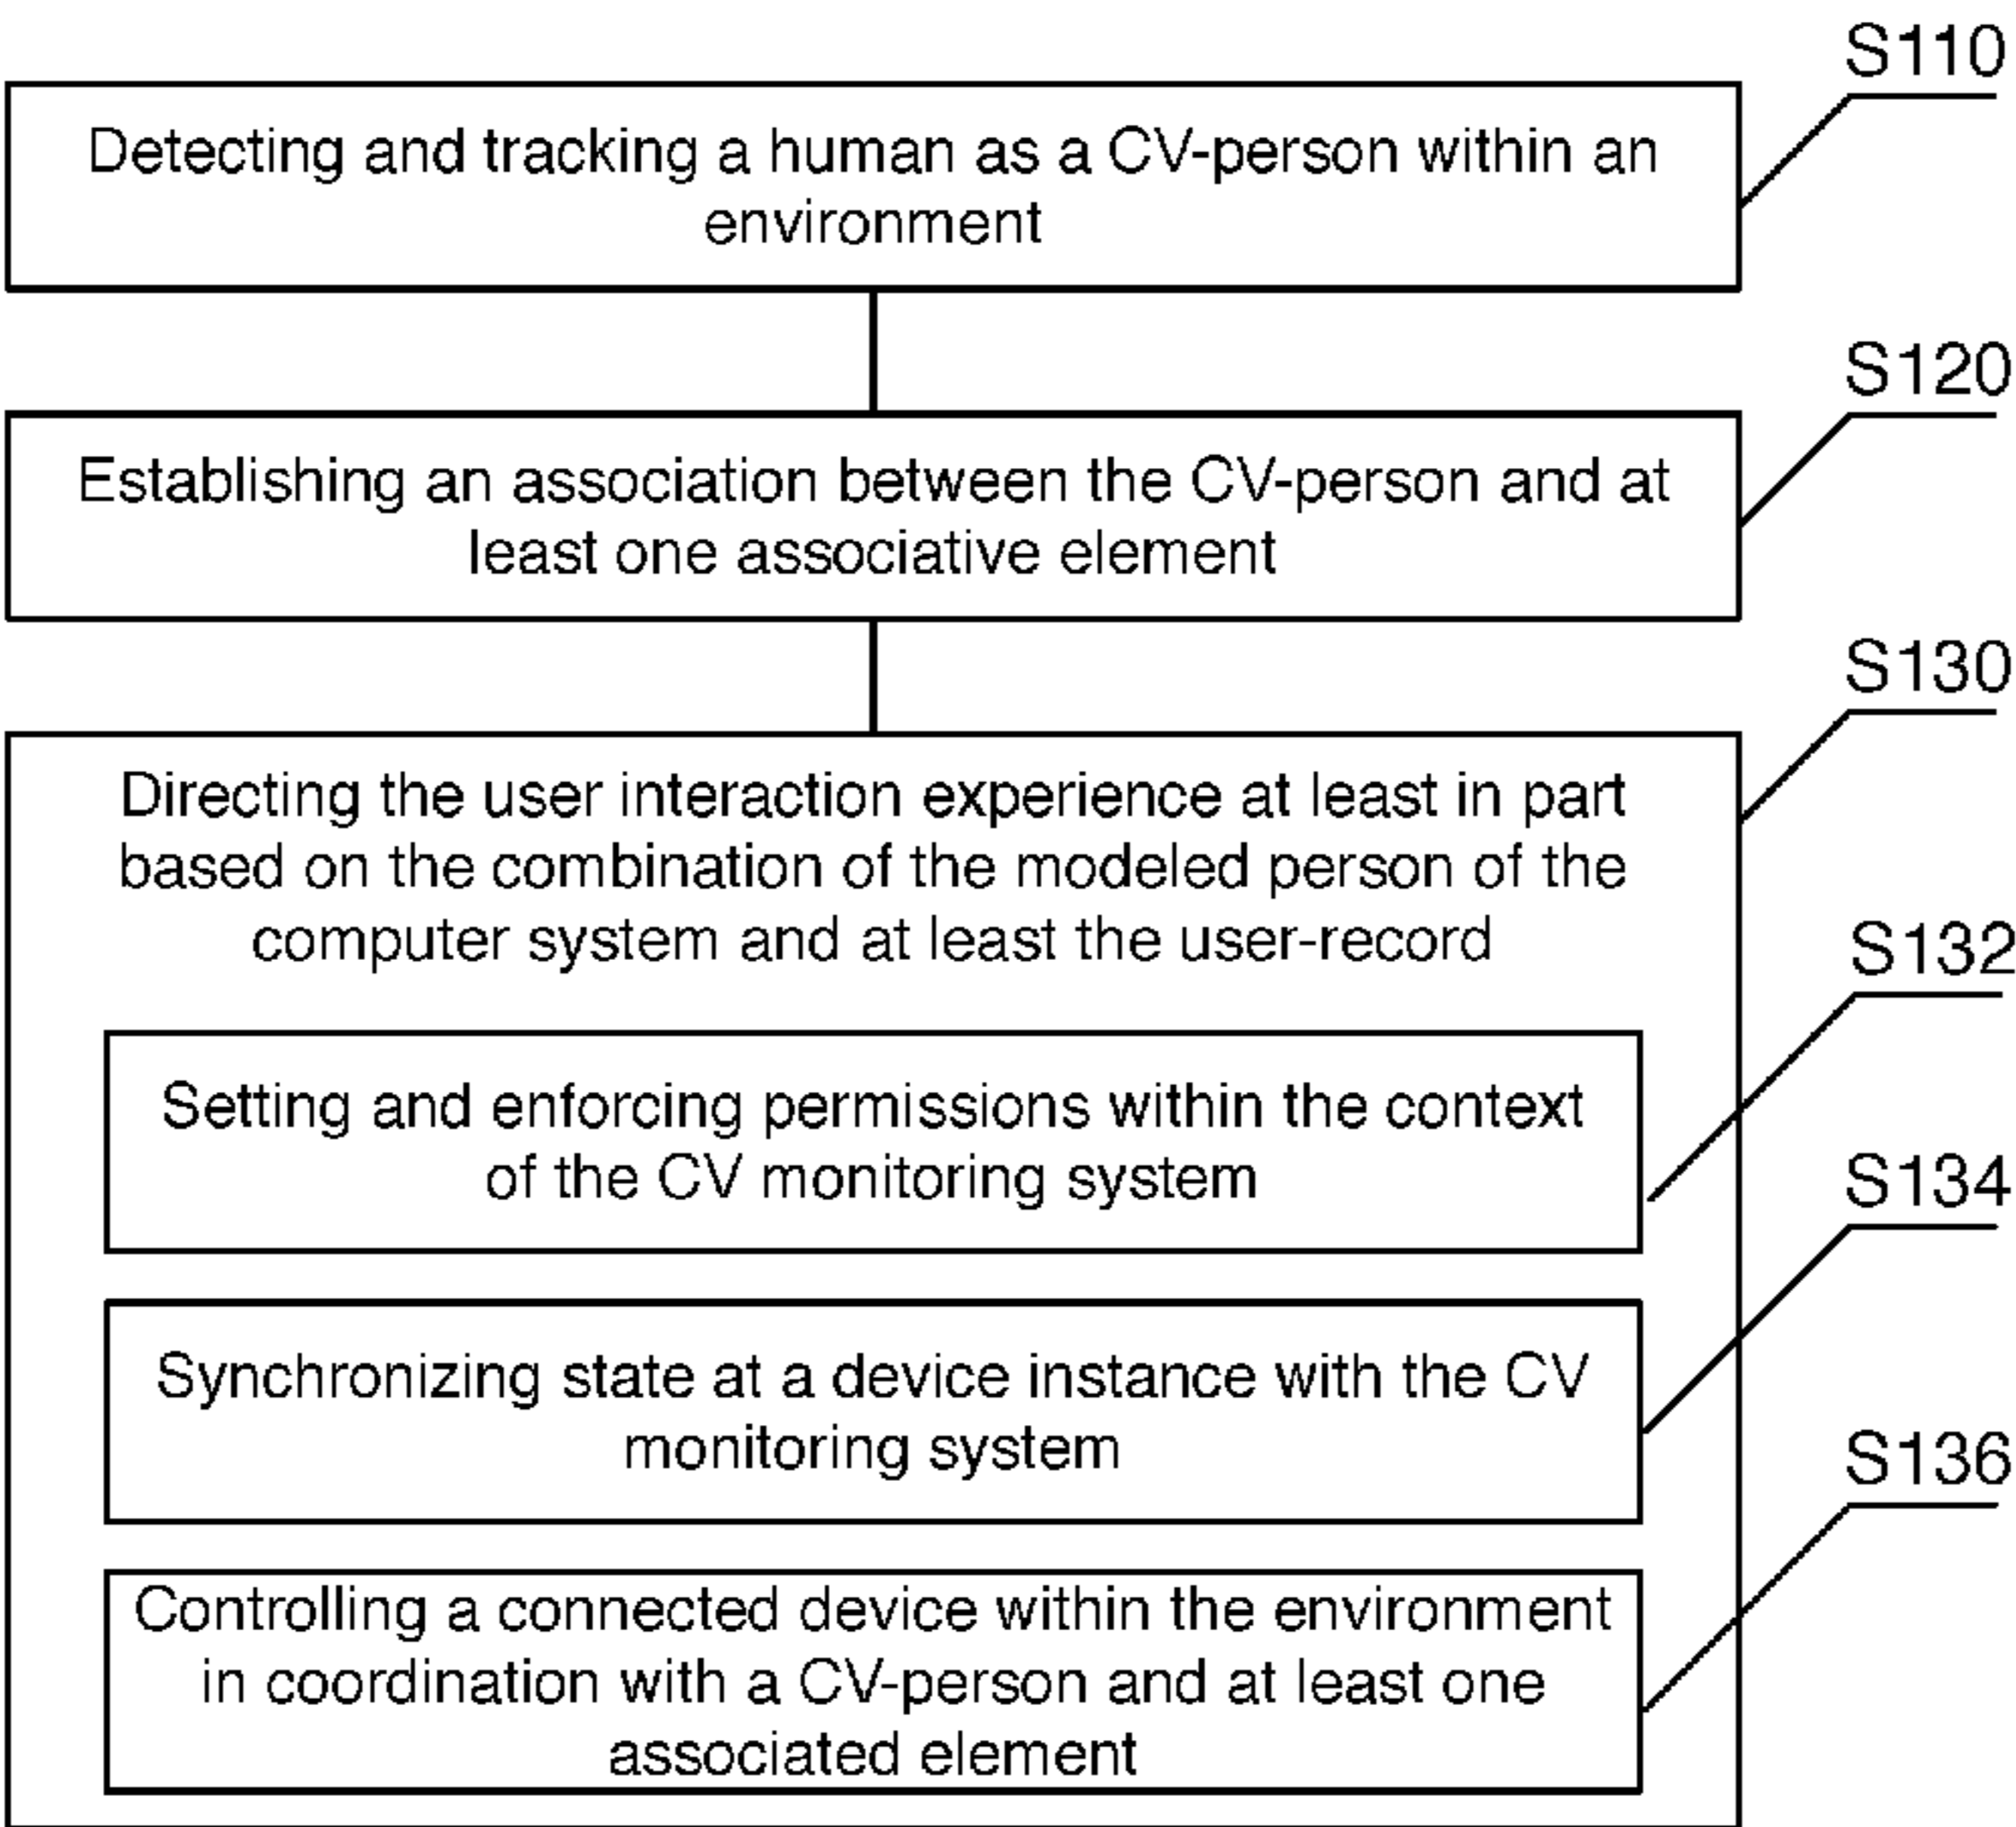 S110
Detecting and tracking a human as a CV-person within an
environment
S120
Establishing an association between the CV-person and at
least one associative element
S130
Directing the user interaction experience at least in part
based on the combination of the modeled person of the
computer system and at least the user-record
S132
Setting and enforcing permissions within the context
of the CV monitoring system
S134
Synchronizing state at a device instance with the CV
monitoring system
S136
Controlling a connected device within the environment
in coordination with a CV-person and at least one
associated element